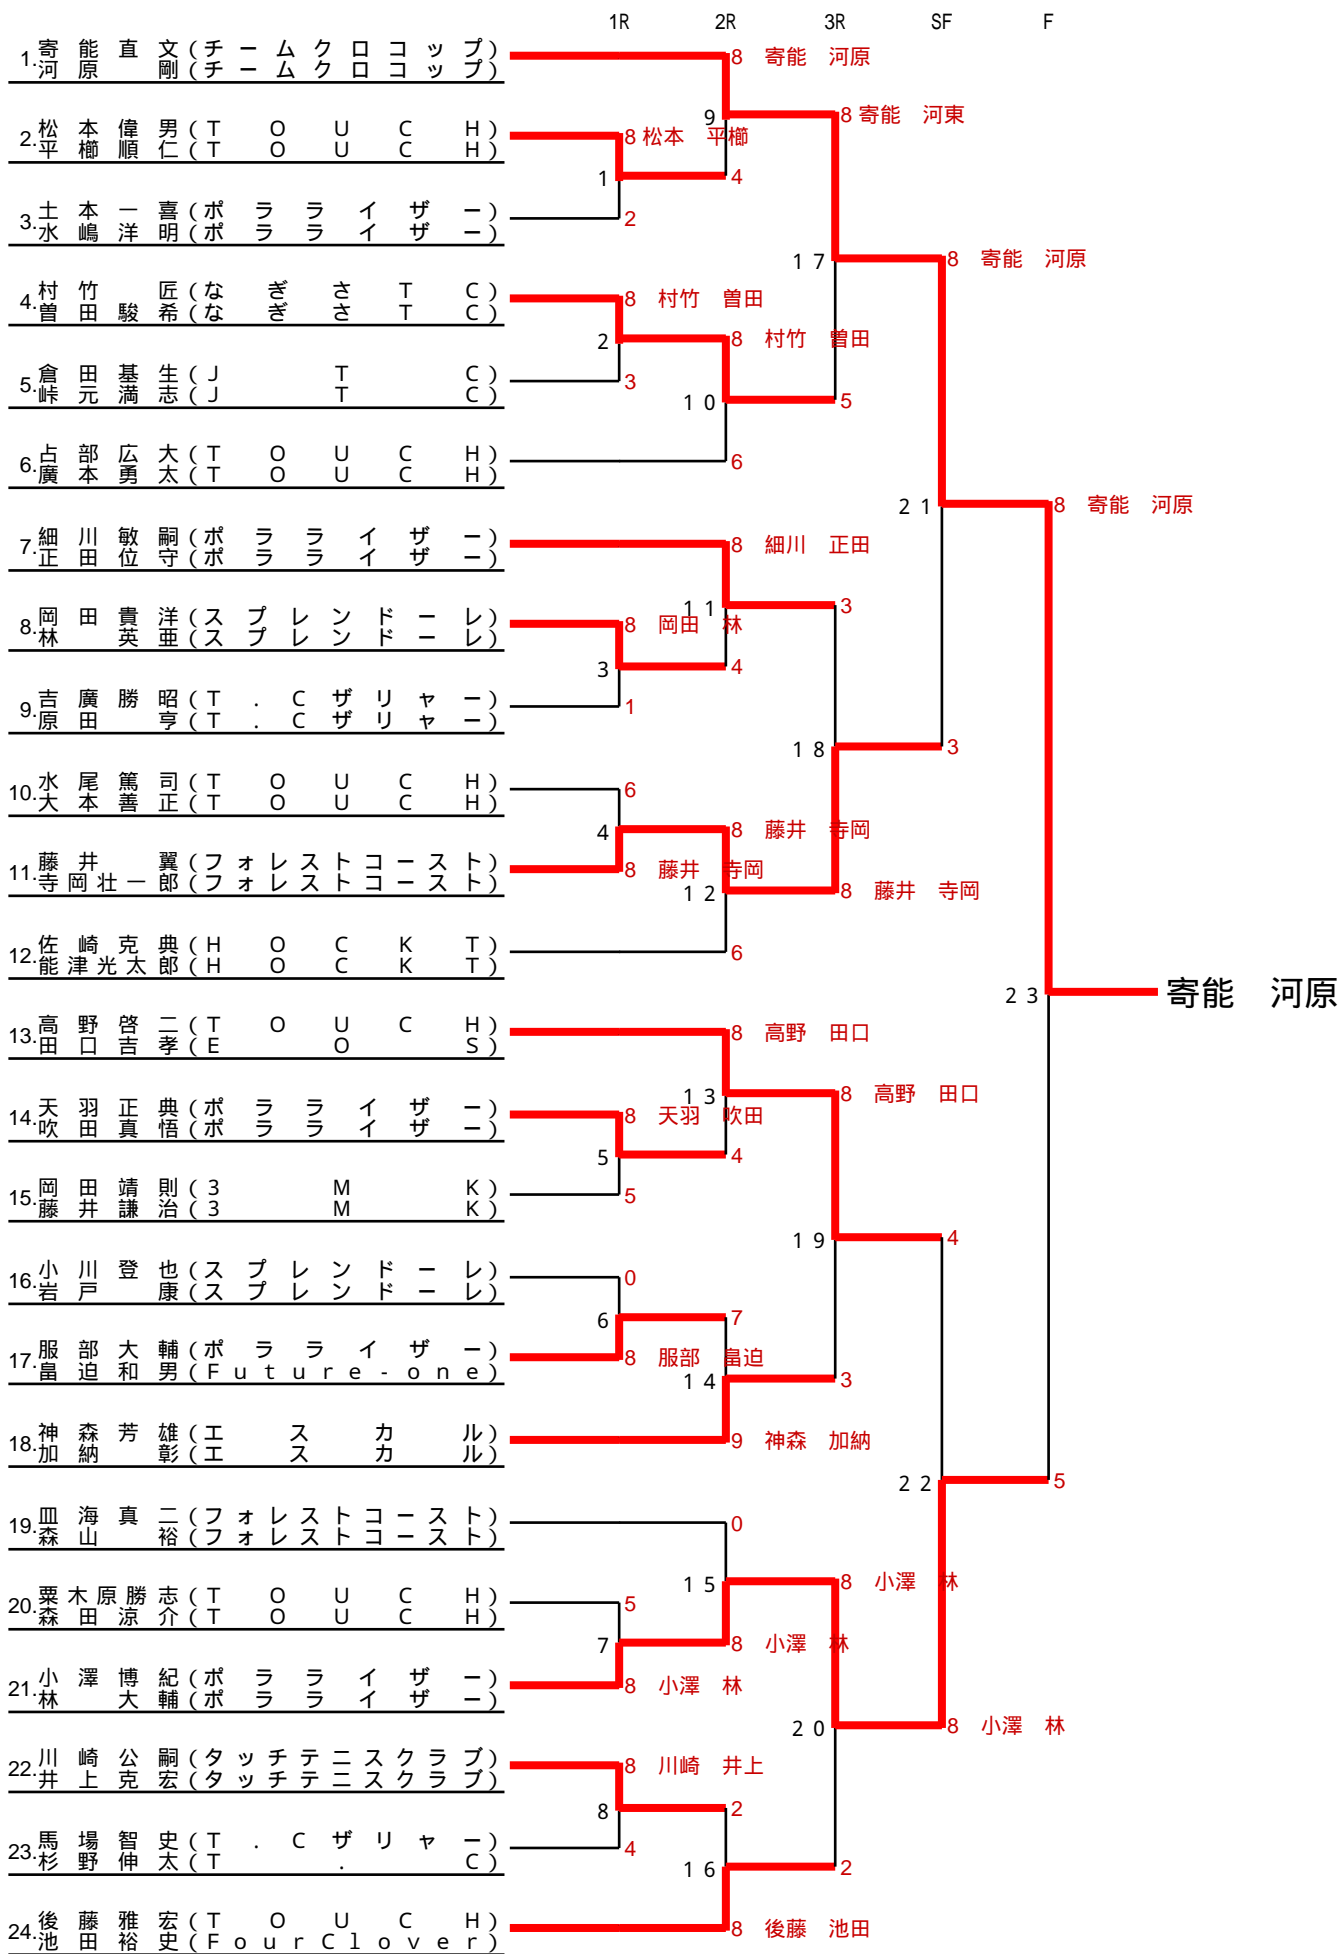 1R 2R 3R SF F
1. 寄能直文(チームクロコップ)
河原 剛(チームクロコップ)
8 寄能 河原
9
8 寄能 河東
2. 松本偉男(TOUCH)
平櫛順仁(TOUCH)
8 松本 平櫛
1
4
3. 土本一喜(ポラライザー)
水嶋洋明(ポラライザー)
2
17
8 寄能 河原
4. 村竹 匠(なぎさTC)
曽田駿希(なぎさTC)
8 村竹 曽田
2
8 村竹 曽田
5. 倉田基生(JTC)
峠元満志(JTC)
3
10
5
6. 占部広大(TOUCH)
廣本勇太(TOUCH)
6
21
8 寄能 河原
7. 細川敏嗣(ポラライザー)
正田位守(ポラライザー)
8 細川 正田
11
3
8. 岡田貴洋(スプレンドーレ)
林 英亜(スプレンドーレ)
8 岡田 林
3
4
9. 吉廣勝昭(T.Cザリャー)
原田 亨(T.Cザリャー)
1
18
3
10. 水尾篤司(TOUCH)
大本善正(TOUCH)
6
4
8 藤井 寺岡
11. 藤井 翼(フォレストコースト)
寺岡壮一郎(フォレストコースト)
8 藤井 寺岡
12
8 藤井 寺岡
12. 佐崎克典(HOCKT)
能津光太郎(HOCKT)
6
23
寄能 河原
13. 高野啓二(TOUCH)
田口吉孝(EOS)
8 高野 田口
13
8 高野 田口
14. 天羽正典(ポラライザー)
吹田真悟(ポラライザー)
8 天羽 吹田
5
4
15. 岡田靖則(3MK)
藤井謙治(3MK)
5
19
4
16. 小川登也(スプレンドーレ)
岩戸 康(スプレンドーレ)
0
6
7
17. 服部大輔(ポラライザー)
畠迫和男(Future-one)
8 服部 畠迫
14
3
18. 神森芳雄(エスカル)
加納 彰(エスカル)
9 神森 加納
22
5
19. 皿海真二(フォレストコースト)
森山 裕(フォレストコースト)
0
15
8 小澤 林
20. 粟木原勝志(TOUCH)
森田涼介(TOUCH)
5
7
8 小澤 林
21. 小澤博紀(ポラライザー)
林 大輔(ポラライザー)
8 小澤 林
20
8 小澤 林
22. 川崎公嗣(タッチテニスクラブ)
井上克宏(タッチテニスクラブ)
8 川崎 井上
8
2
23. 馬場智史(T.Cザリャー)
杉野伸太(T.C)
4
16
2
24. 後藤雅宏(TOUCH)
池田裕史(FourClover)
8 後藤 池田